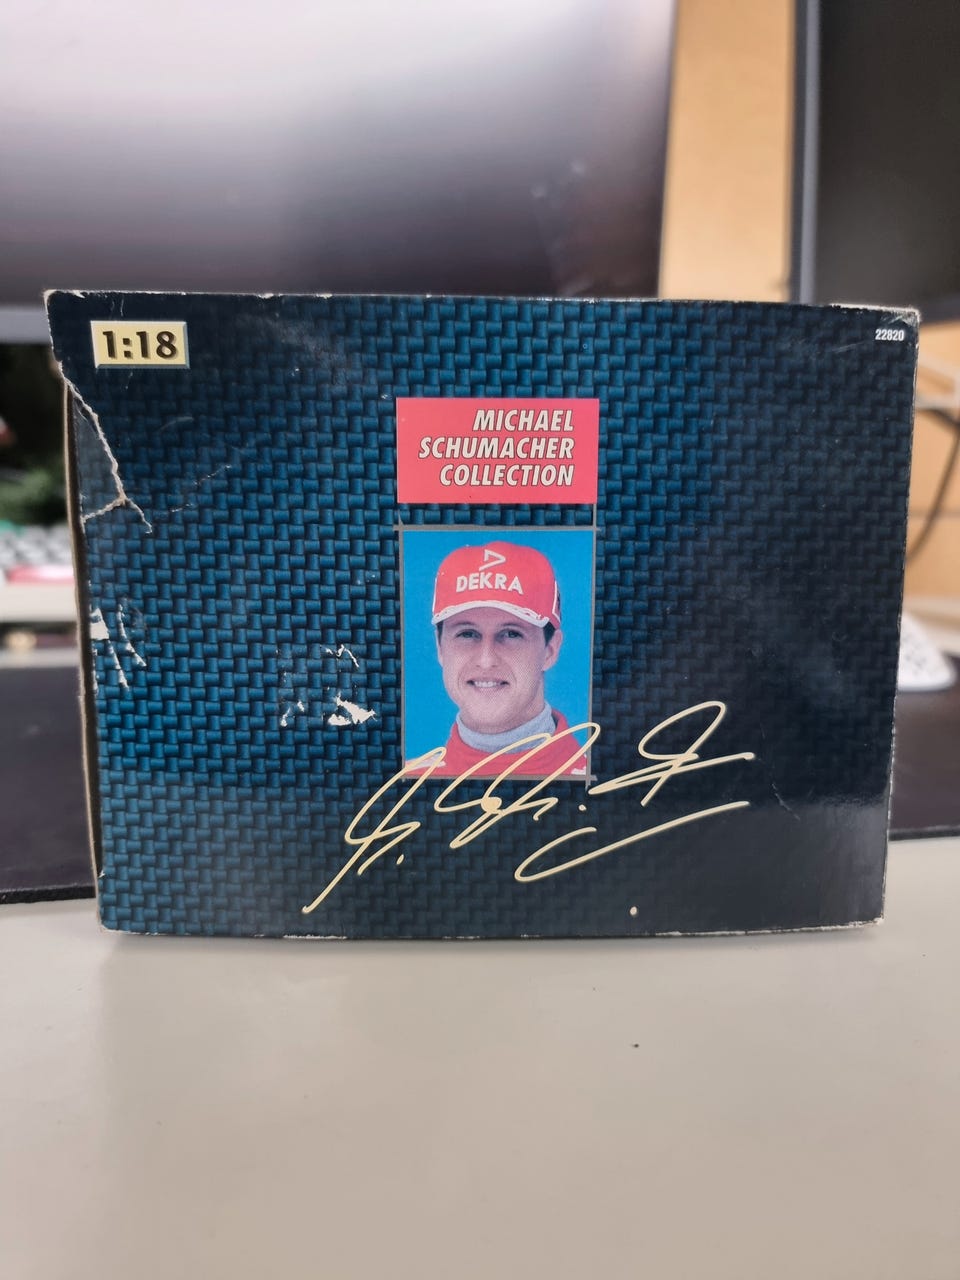 1:18
22820
MICHAEL
SCHUMACHER
COLLECTION
DEKRA